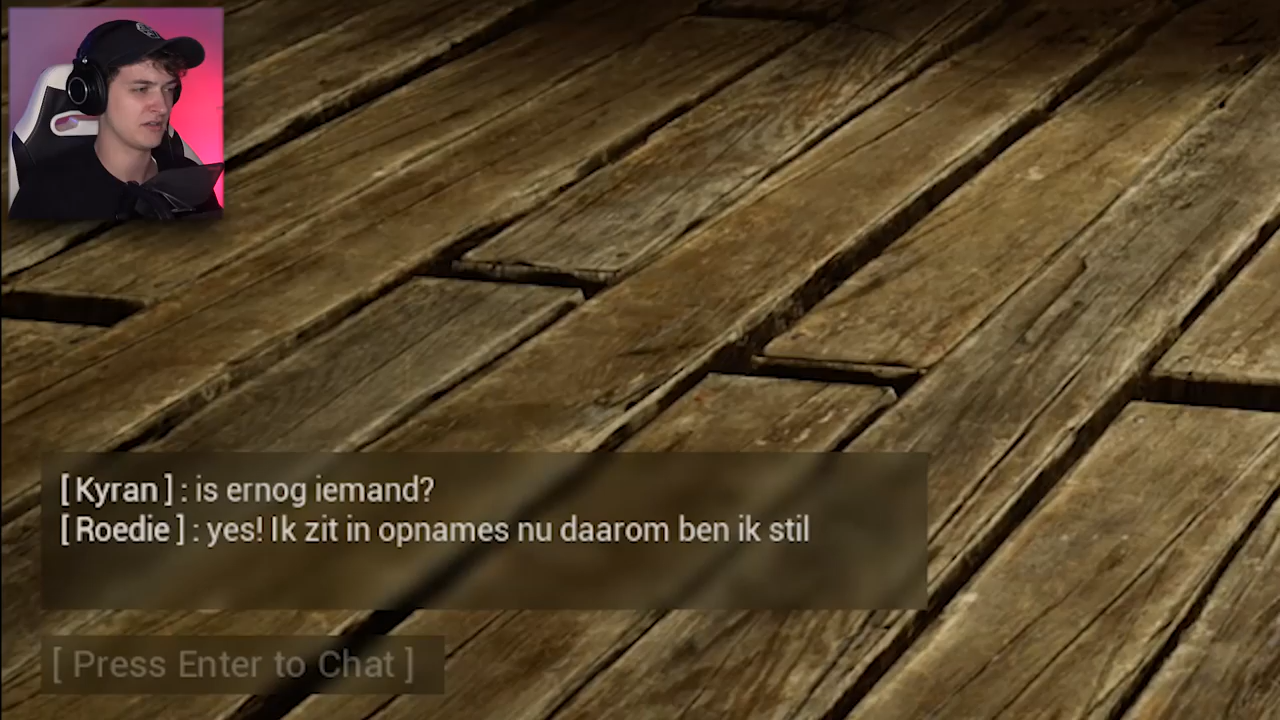 [ Kyran ] : is ernog iemand?
[ Roedie ] : yes! Ik zit in opnames nu daarom ben ik stil
[ Press Enter to Chat ]